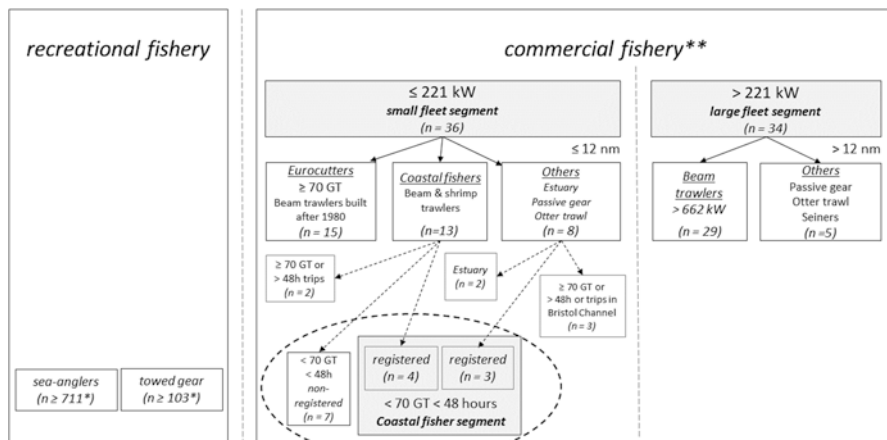 recreational fishery
commercial fishery**
≤ 221 kW
small fleet segment
(n = 36)
> 221 kW
large fleet segment
(n = 34)
≤ 12 nm
> 12 nm
Eurocutters
≥ 70 GT
Beam trawlers built
after 1980
(n = 15)
Coastal fishers
Beam & shrimp
trawlers
(n=13)
Others
Estuary
Passive gear
Otter trawl
(n = 8)
Beam
trawlers
> 662 kW
(n = 29)
Others
Passive gear
Otter trawl
Seiners
(n =5)
≥ 70 GT or
> 48h trips
(n = 2)
Estuary
(n = 2)
≥ 70 GT or
> 48h or trips in
Bristol Channel
(n = 3)
sea-anglers
(n ≥ 711*)
towed gear
(n ≥ 103*)
< 70 GT
< 48h
non-
registered
(n = 7)
registered
(n = 4)
registered
(n = 3)
< 70 GT < 48 hours
Coastal fisher segment